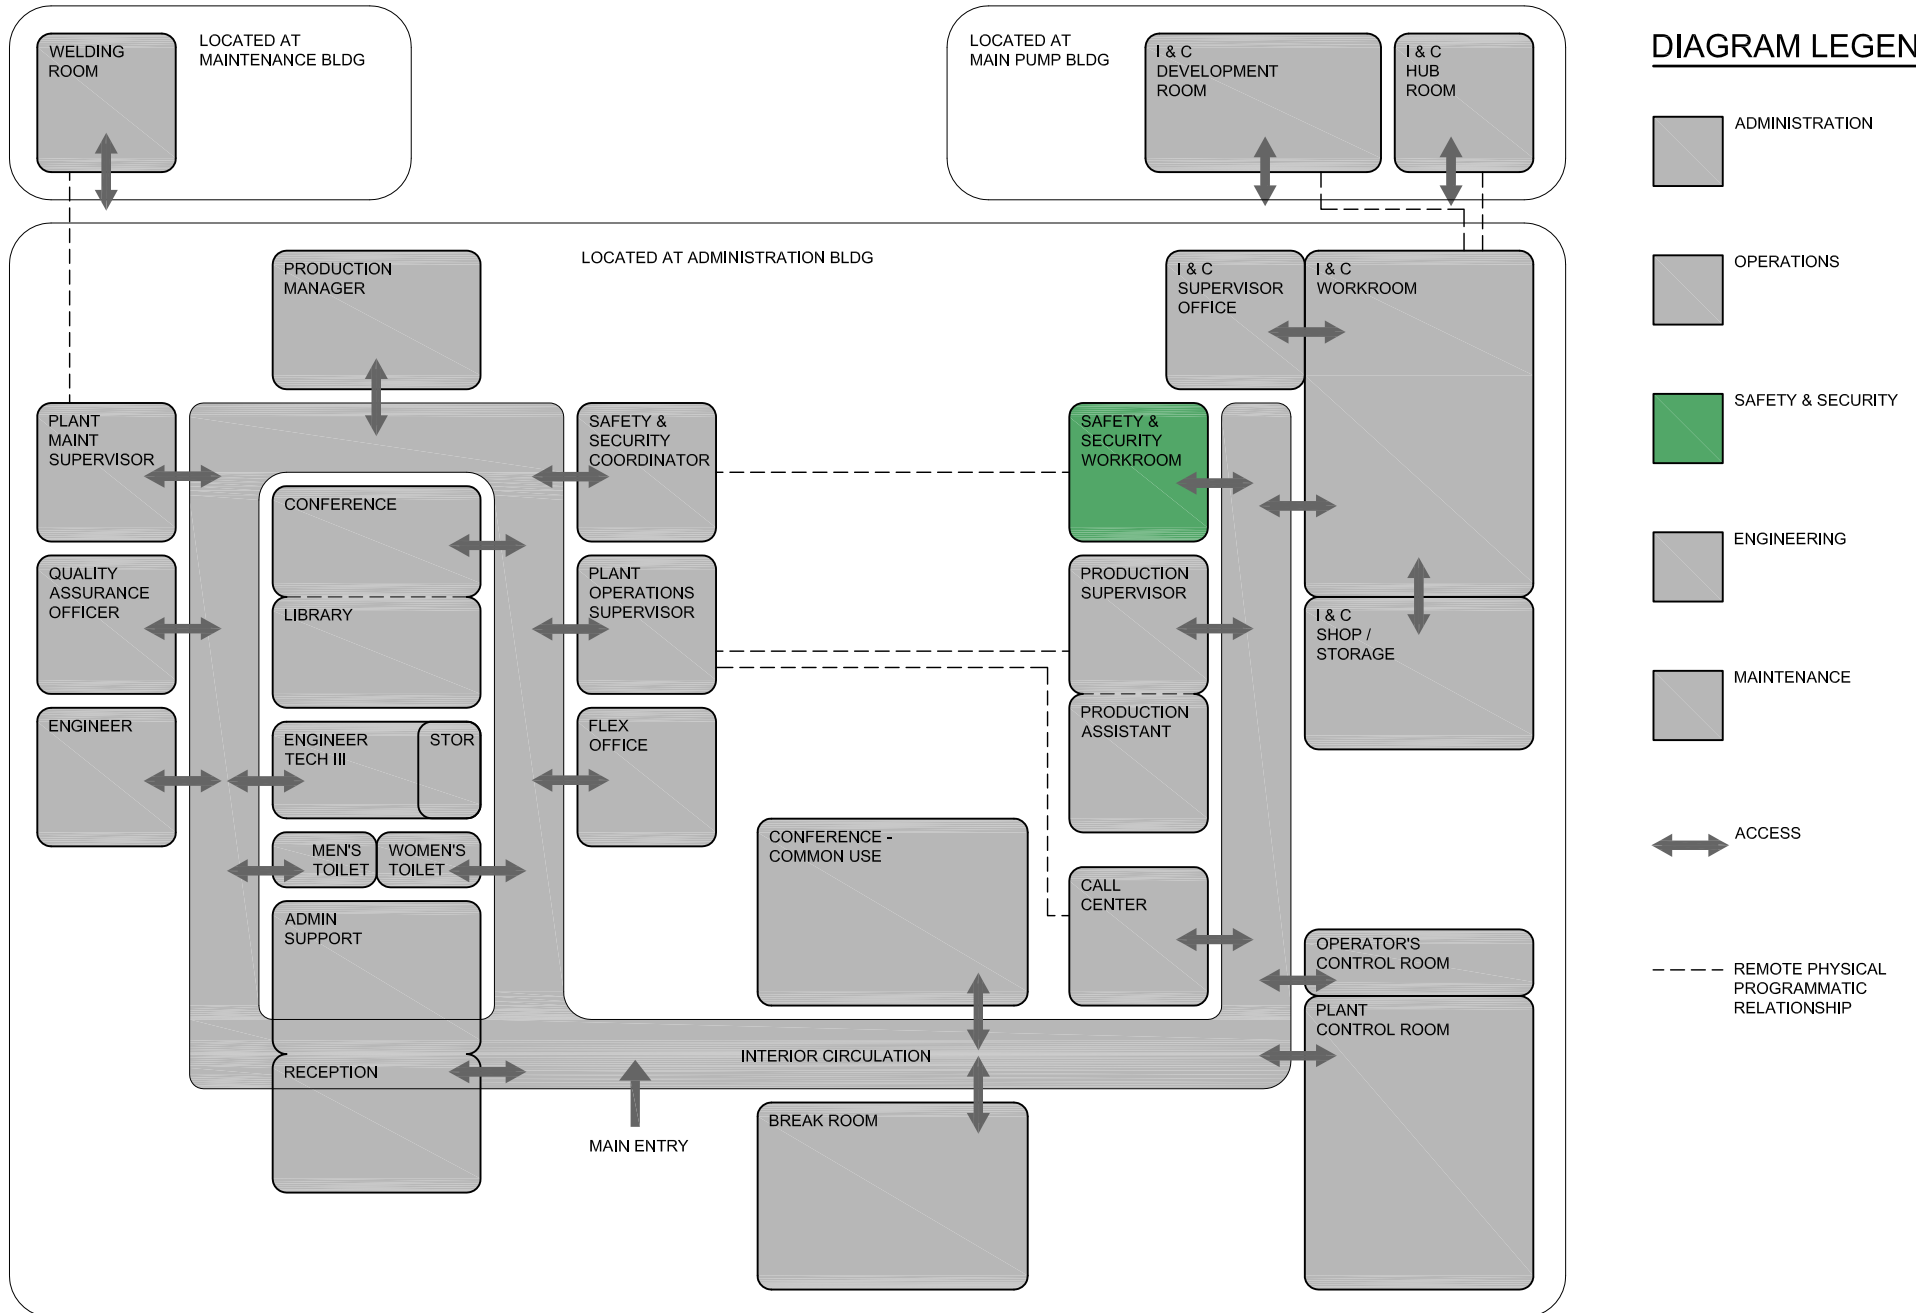 WELDING
ROOM
LOCATED AT
MAINTENANCE BLDG
LOCATED AT
MAIN PUMP BLDG
I & C
DEVELOPMENT
ROOM
I & C
HUB
ROOM
LOCATED AT ADMINISTRATION BLDG
PRODUCTION
MANAGER
I & C
SUPERVISOR
OFFICE
I & C
WORKROOM
PLANT
MAINT
SUPERVISOR
SAFETY &
SECURITY
COORDINATOR
SAFETY &
SECURITY
WORKROOM
CONFERENCE
QUALITY
ASSURANCE
OFFICER
LIBRARY
PLANT
OPERATIONS
SUPERVISOR
PRODUCTION
SUPERVISOR
I & C
SHOP /
STORAGE
ENGINEER
ENGINEER
TECH III
STOR
FLEX
OFFICE
PRODUCTION
ASSISTANT
MEN'S
TOILET
WOMEN'S
TOILET
CONFERENCE -
COMMON USE
CALL
CENTER
ADMIN
SUPPORT
OPERATOR'S
CONTROL ROOM
PLANT
CONTROL ROOM
RECEPTION
INTERIOR CIRCULATION
MAIN ENTRY
BREAK ROOM
DIAGRAM LEGEN
ADMINISTRATION
OPERATIONS
SAFETY & SECURITY
ENGINEERING
MAINTENANCE
ACCESS
REMOTE PHYSICAL
PROGRAMMATIC
RELATIONSHIP